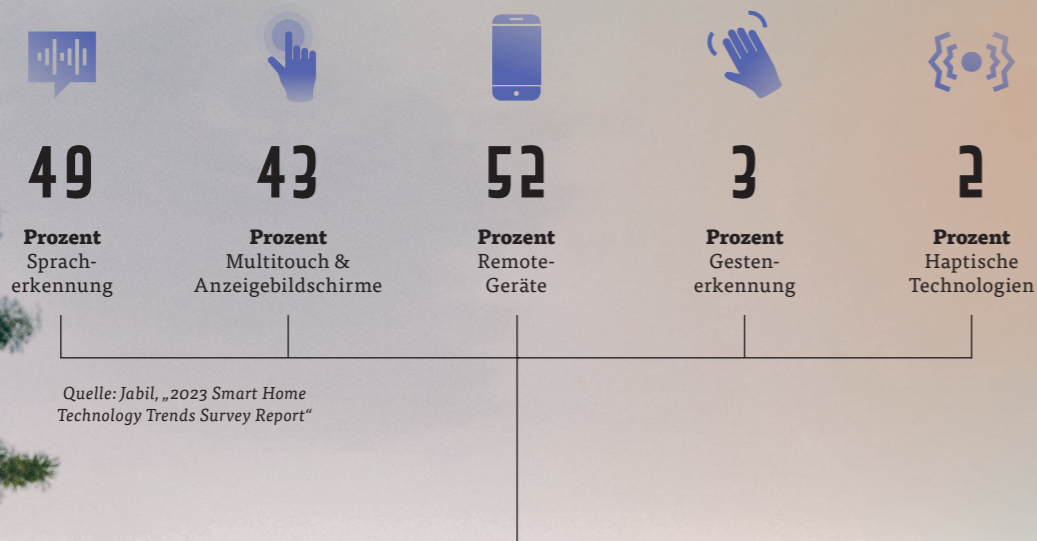 49
Prozent
Sprach-
erkennung
43
Prozent
Multitouch &
Anzeigebildschirme
52
Prozent
Remote-
Geräte
3
Prozent
Gesten-
erkennung
2
Prozent
Haptische
Technologien
Quelle: Jabil, „2023 Smart Home
Technology Trends Survey Report“